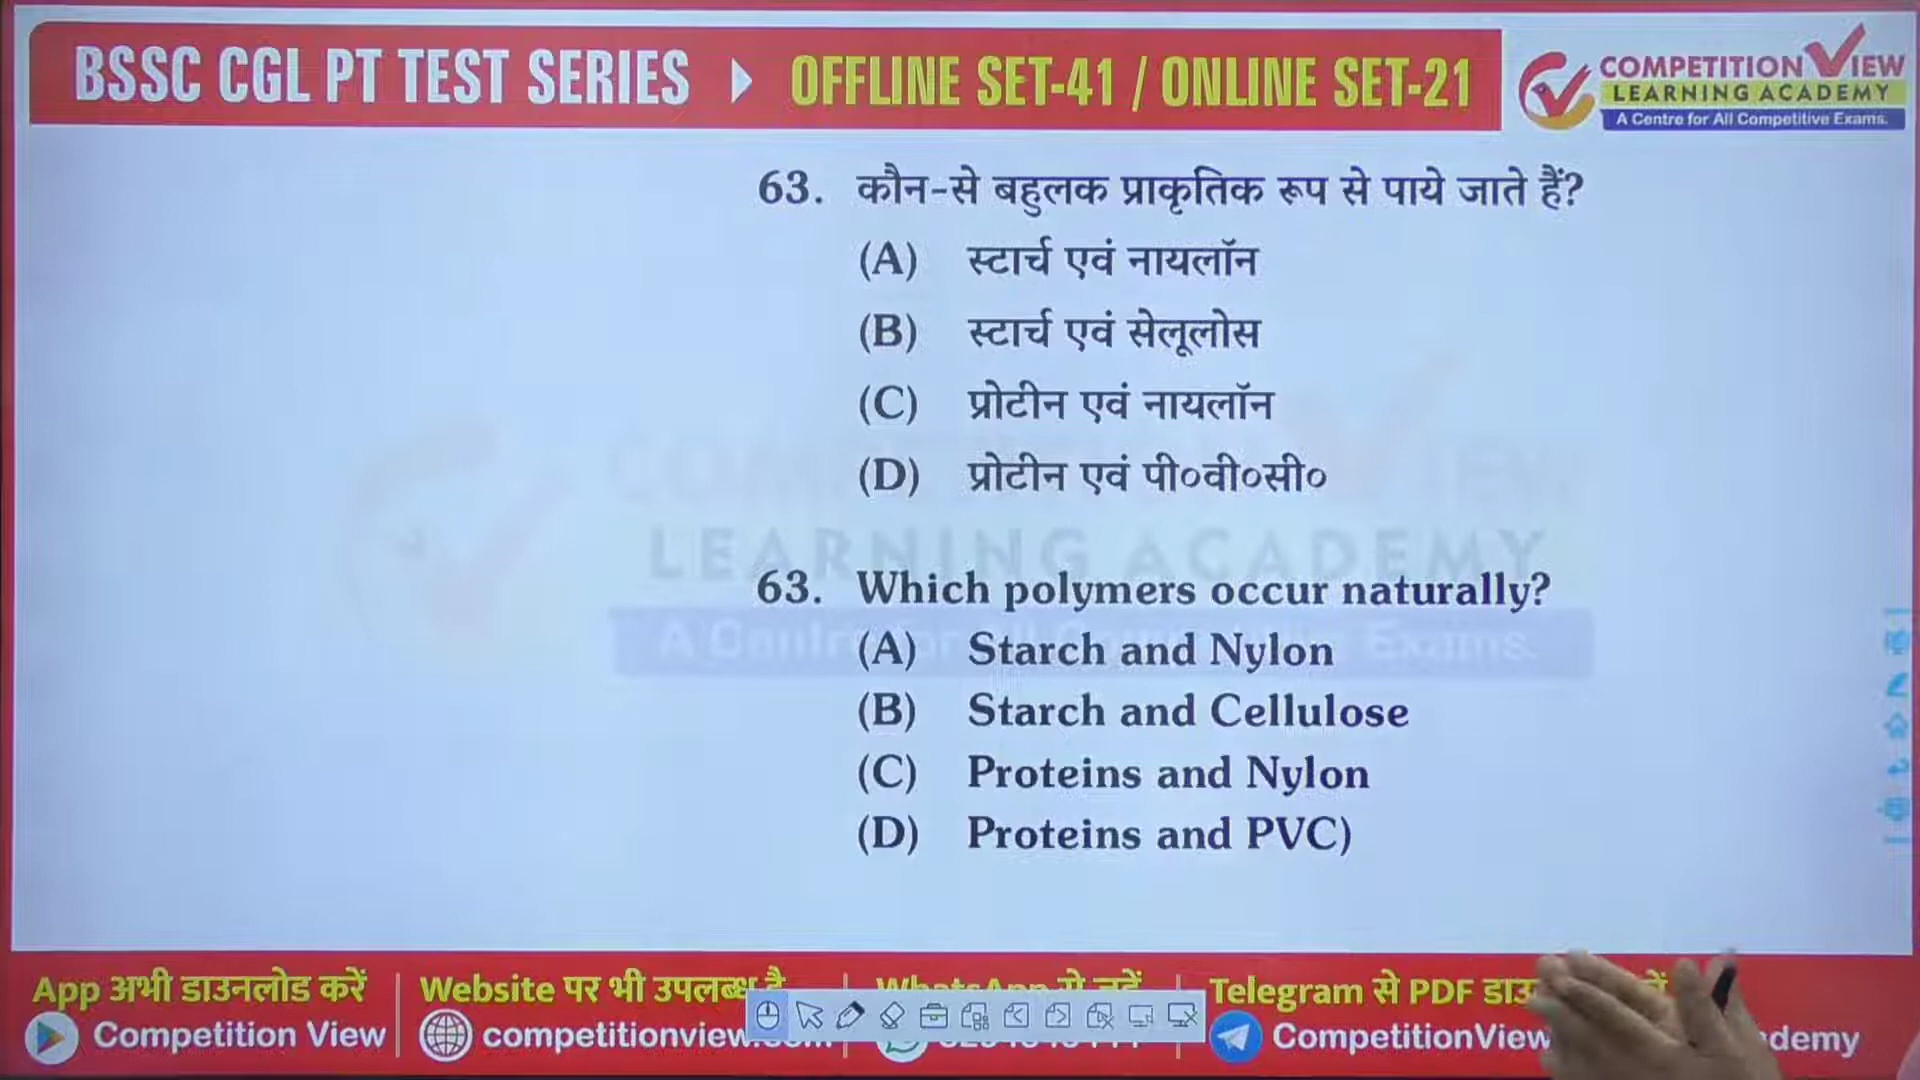 BSSC CGL PT TEST SERIES ▶ OFFLINE SET-41 / ONLINE SET-21
COMPETITION VIEW
LEARNING ACADEMY
A Centre for All Competitive Exams.
63. कौन-से बहुलक प्राकृतिक रूप से पाये जाते हैं?
(A) स्टार्च एवं नायलॉन
(B) स्टार्च एवं सेलूलोस
(C) प्रोटीन एवं नायलॉन
(D) प्रोटीन एवं पी०वी०सी०
LEARNING ACADEMY
63. Which polymers occur naturally?
(A) Starch and Nylon
(B) Starch and Cellulose
(C) Proteins and Nylon
(D) Proteins and PVC)
App अभी डाउनलोड करें
Competition View
Website पर भी उपलब्ध है
WhatsApp से जुड़ें
Telegram से PDF
CompetitionView